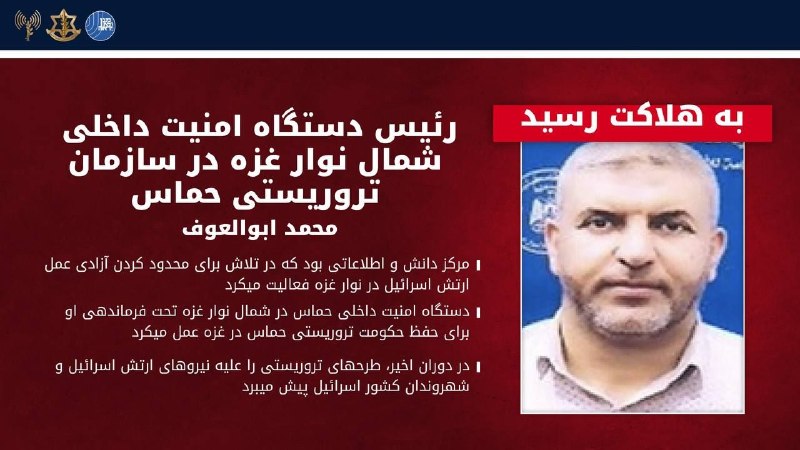 به هلاکت رسید
رئیس دستگاه امنیت داخلی
شمال نوار غزه در سازمان
تروریستی حماس
محمد ابوالعوف
مرکز دانش و اطلاعاتی بود که در تلاش برای محدود کردن آزادی عمل
ارتش اسرائیل در نوار غزه فعالیت میکرد
دستگاه امنیت داخلی حماس در شمال نوار غزه تحت فرماندهی او
برای حفظ حکومت تروریستی حماس در غزه عمل میکرد
در دوران اخیر، طرحهای تروریستی را علیه نیروهای ارتش اسرائیل و
شهروندان کشور اسرائیل پیش میبرد